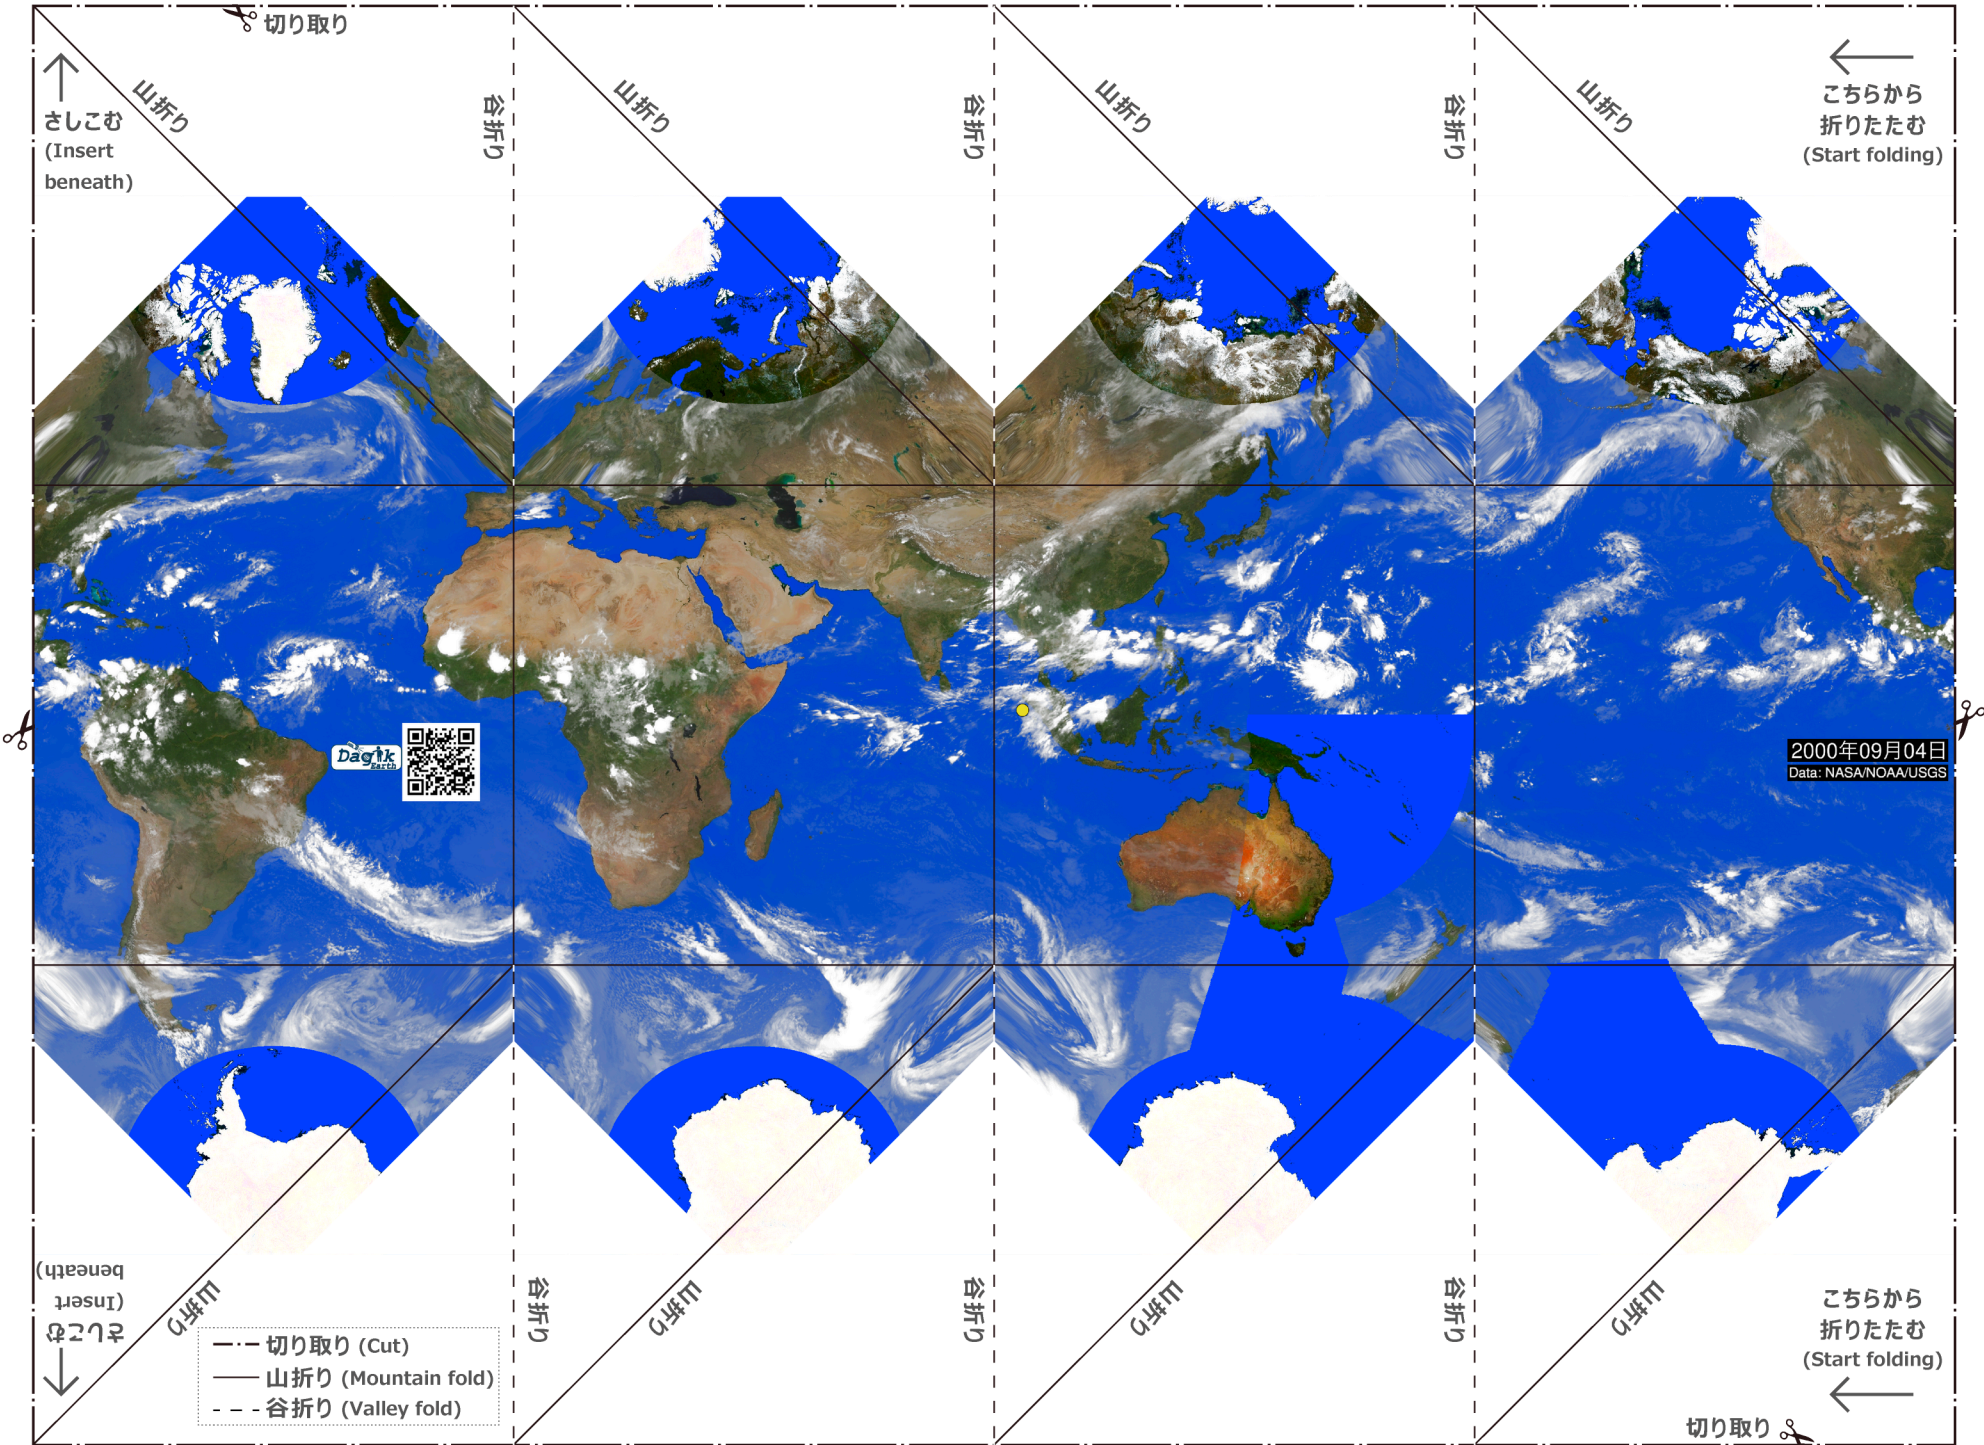 切り取り
さしこむ
(Insert
beneath)
山折り
谷折り
山折り
谷折り
山折り
谷折り
山折り
こちらから
折りたたむ
(Start folding)
Dagik
Earth
2000年09月04日
Data: NASA/NOAA/USGS
さしこむ
(Insert
beneath)
山折り
谷折り
山折り
谷折り
山折り
谷折り
山折り
こちらから
折りたたむ
(Start folding)
切り取り (Cut)
山折り (Mountain fold)
谷折り (Valley fold)
切り取り